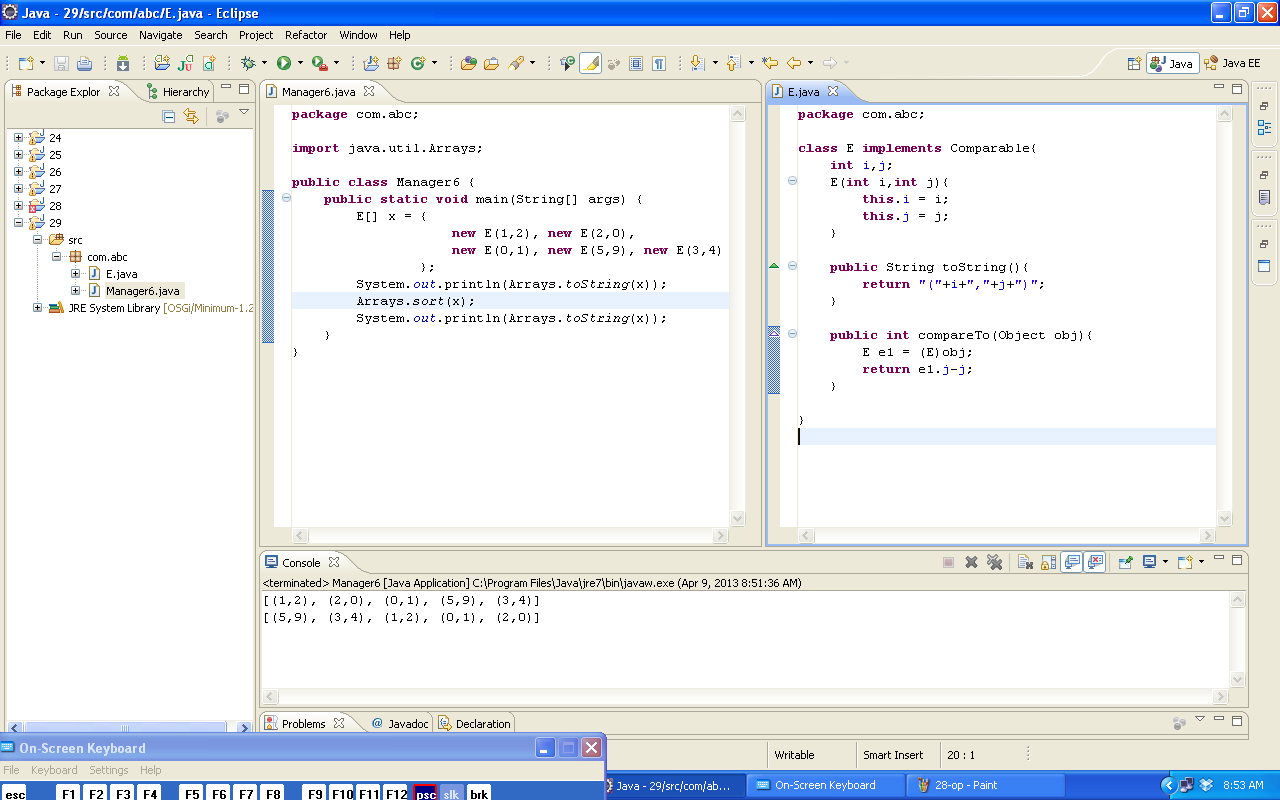 Java - 29/src/com/abc/E.java - Eclipse
File Edit Run Source Navigate Search Project Refactor Window Help
Java Java EE
Package Explor Hierarchy
24
25
26
27
28
29
src
com.abc
E.java
Manager6.java
JRE System Library [OSGi/Minimum-1.2
Manager6.java
package com.abc;
import java.util.Arrays;
public class Manager6 {
public static void main(String[] args) {
E[] x = {
new E(1,2), new E(2,0),
new E(0,1), new E(5,9), new E(3,4)
};
System.out.println(Arrays.toString(x));
Arrays.sort(x);
System.out.println(Arrays.toString(x));
}
}
E.java
package com.abc;
class E implements Comparable{
int i,j;
E(int i,int j){
this.i = i;
this.j = j;
}
public String toString(){
return "("+i+","+j+")";
}
public int compareTo(Object obj){
E e1 = (E)obj;
return e1.j-j;
}
}
Console
<terminated> Manager6 [Java Application] C:\Program Files\Java\jre7\bin\javaw.exe (Apr 9, 2013 8:51:36 AM)
[(1,2), (2,0), (0,1), (5,9), (3,4)]
[(5,9), (3,4), (1,2), (0,1), (2,0)]
Problems Javadoc Declaration
Writable Smart Insert 20 : 1
On-Screen Keyboard
File Keyboard Settings Help
esc F1 F2 F3 F4 F5 F6 F7 F9 F10 F11 F12 psc slk brk
Java - 29/src/com/ab... On-Screen Keyboard 28-op - Paint 8:53 AM